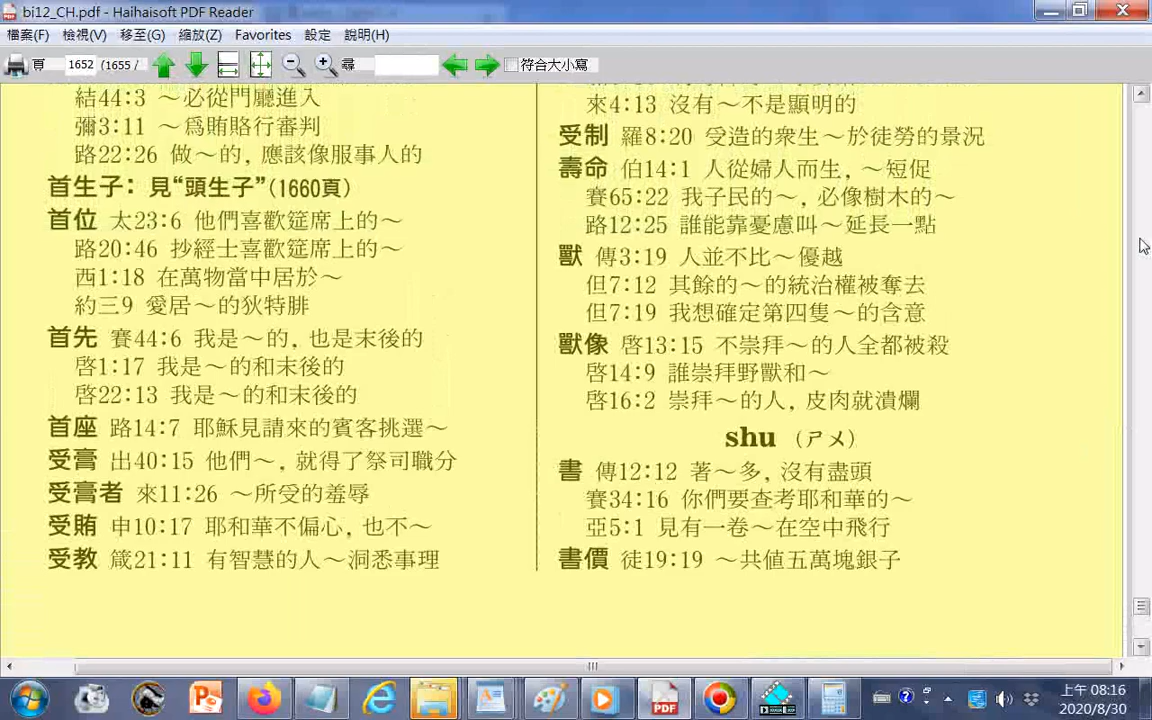 bi12_CH.pdf - Haihaisoft PDF Reader
檔案(F) 檢視(V) 移至(G) 縮放(Z) Favorites 設定 說明(H)
頁 1652 (1655 / 尋 符合大小寫
結44:3 ～必從門廳進入
彌3:11 ～爲賄賂行審判
路22:26 做～的, 應該像服事人的
首生子: 見“頭生子”(1660頁)
首位 太23:6 他們喜歡筵席上的～
路20:46 抄經士喜歡筵席上的～
西1:18 在萬物當中居於～
約三9 愛居～的狄特腓
首先 賽44:6 我是～的, 也是末後的
啓1:17 我是～的和末後的
啓22:13 我是～的和末後的
首座 路14:7 耶穌見請來的賓客挑選～
受膏 出40:15 他們～, 就得了祭司職分
受膏者 來11:26 ～所受的羞辱
受賄 申10:17 耶和華不偏心, 也不～
受教 箴21:11 有智慧的人～洞悉事理
來4:13 沒有～不是顯明的
受制 羅8:20 受造的衆生～於徒勞的景況
壽命 伯14:1 人從婦人而生, ～短促
賽65:22 我子民的～, 必像樹木的～
路12:25 誰能靠憂慮叫～延長一點
獸 傳3:19 人並不比～優越
但7:12 其餘的～的統治權被奪去
但7:19 我想確定第四隻～的含意
獸像 啓13:15 不崇拜～的人全都被殺
啓14:9 誰崇拜野獸和～
啓16:2 崇拜～的人, 皮肉就潰爛
shu (ㄕㄨ)
書 傳12:12 著～多, 沒有盡頭
賽34:16 你們要查考耶和華的～
亞5:1 見有一卷～在空中飛行
書價 徒19:19 ～共值五萬塊銀子
上午 08:16
2020/8/30